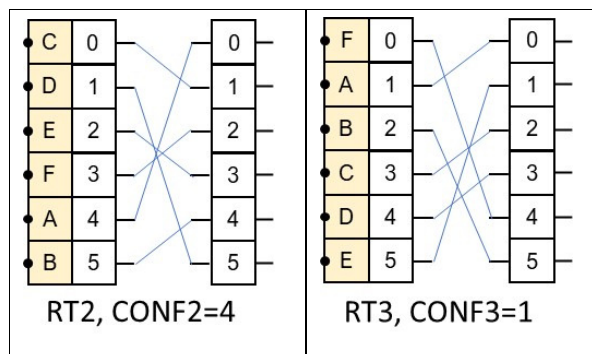 C 0 0 F 0 0
D 1 1 A 1 1
E 2 2 B 2 2
F 3 3 C 3 3
A 4 4 D 4 4
B 5 5 E 5 5
RT2, CONF2=4 RT3, CONF3=1